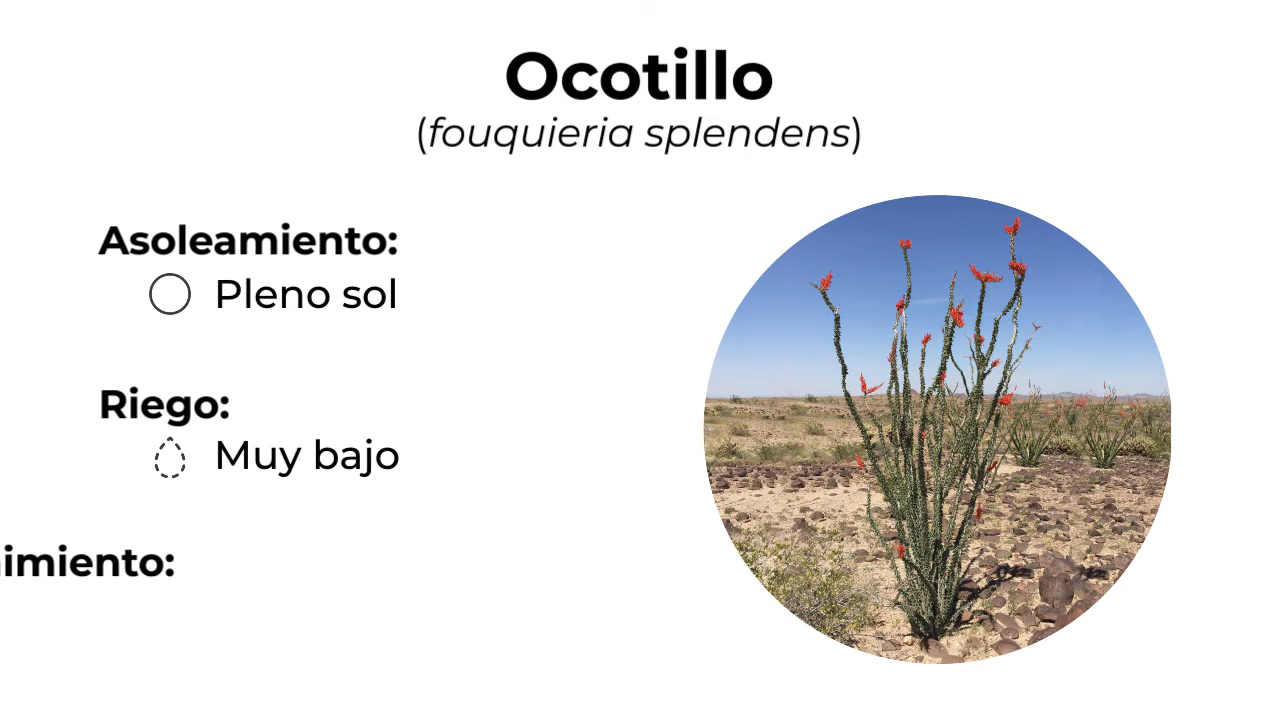 Ocotillo
(fouquieria splendens)
Asoleamiento:
Pleno sol
Riego:
Muy bajo
imiento: